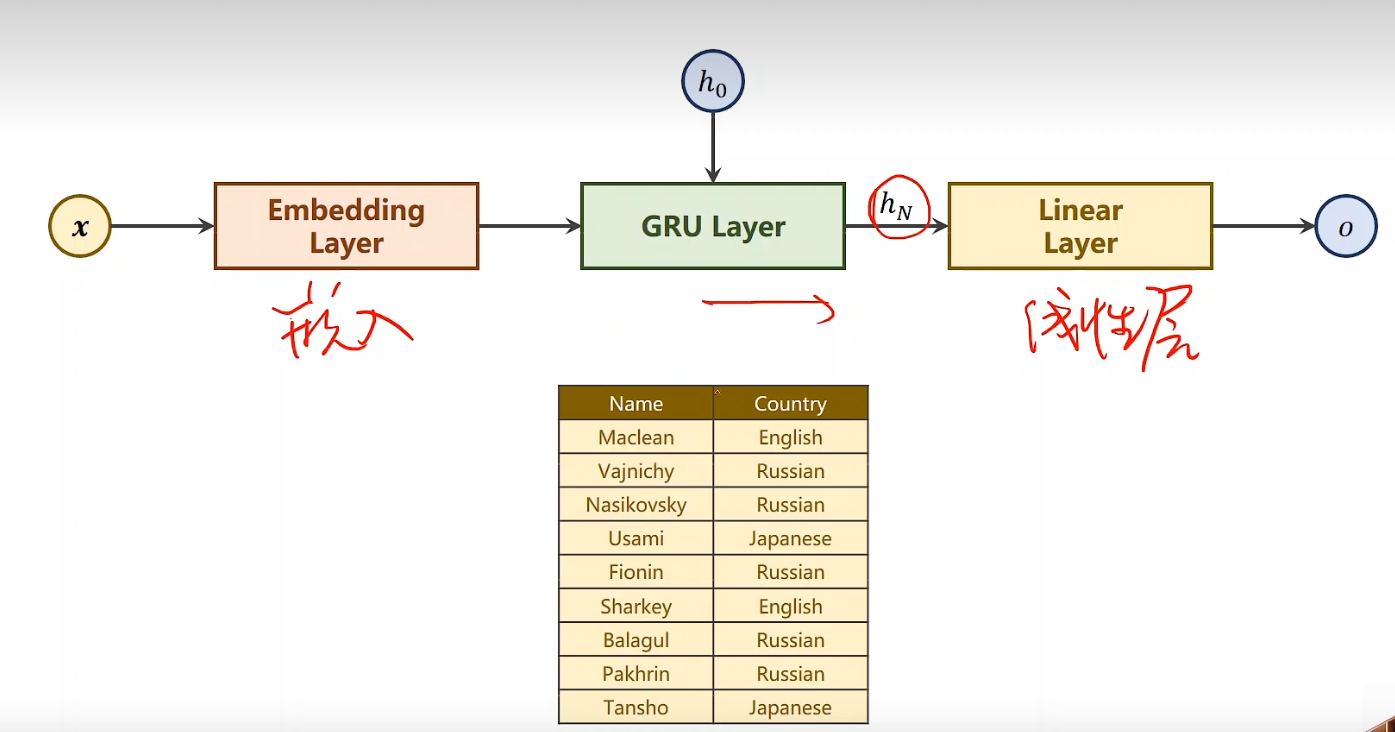 h₀
x
Embedding
Layer
GRU Layer
h_N
Linear
Layer
o
嵌入
线性层
Name Country
Maclean English
Vajnichy Russian
Nasikovsky Russian
Usami Japanese
Fionin Russian
Sharkey English
Balagul Russian
Pakhrin Russian
Tansho Japanese